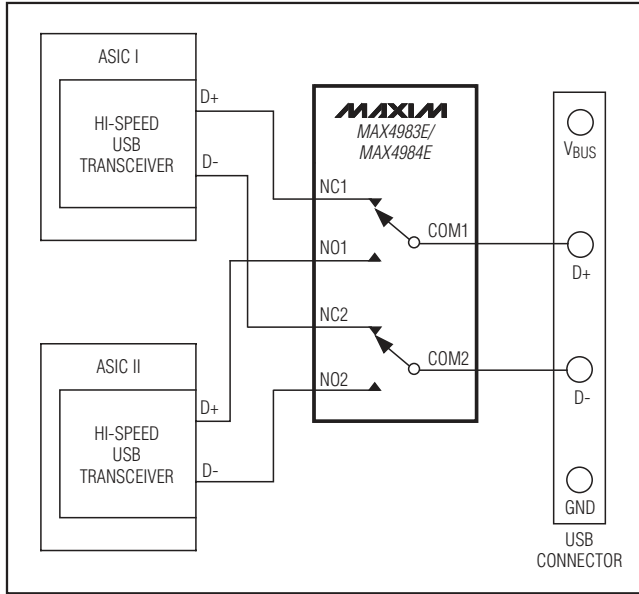 ASIC I
HI-SPEED
USB
TRANSCEIVER
D+
D-
ASIC II
HI-SPEED
USB
TRANSCEIVER
D+
D-
MAXIM
MAX4983E/
MAX4984E
NC1
NO1
NC2
NO2
COM1
COM2
VBUS
D+
D-
GND
USB
CONNECTOR